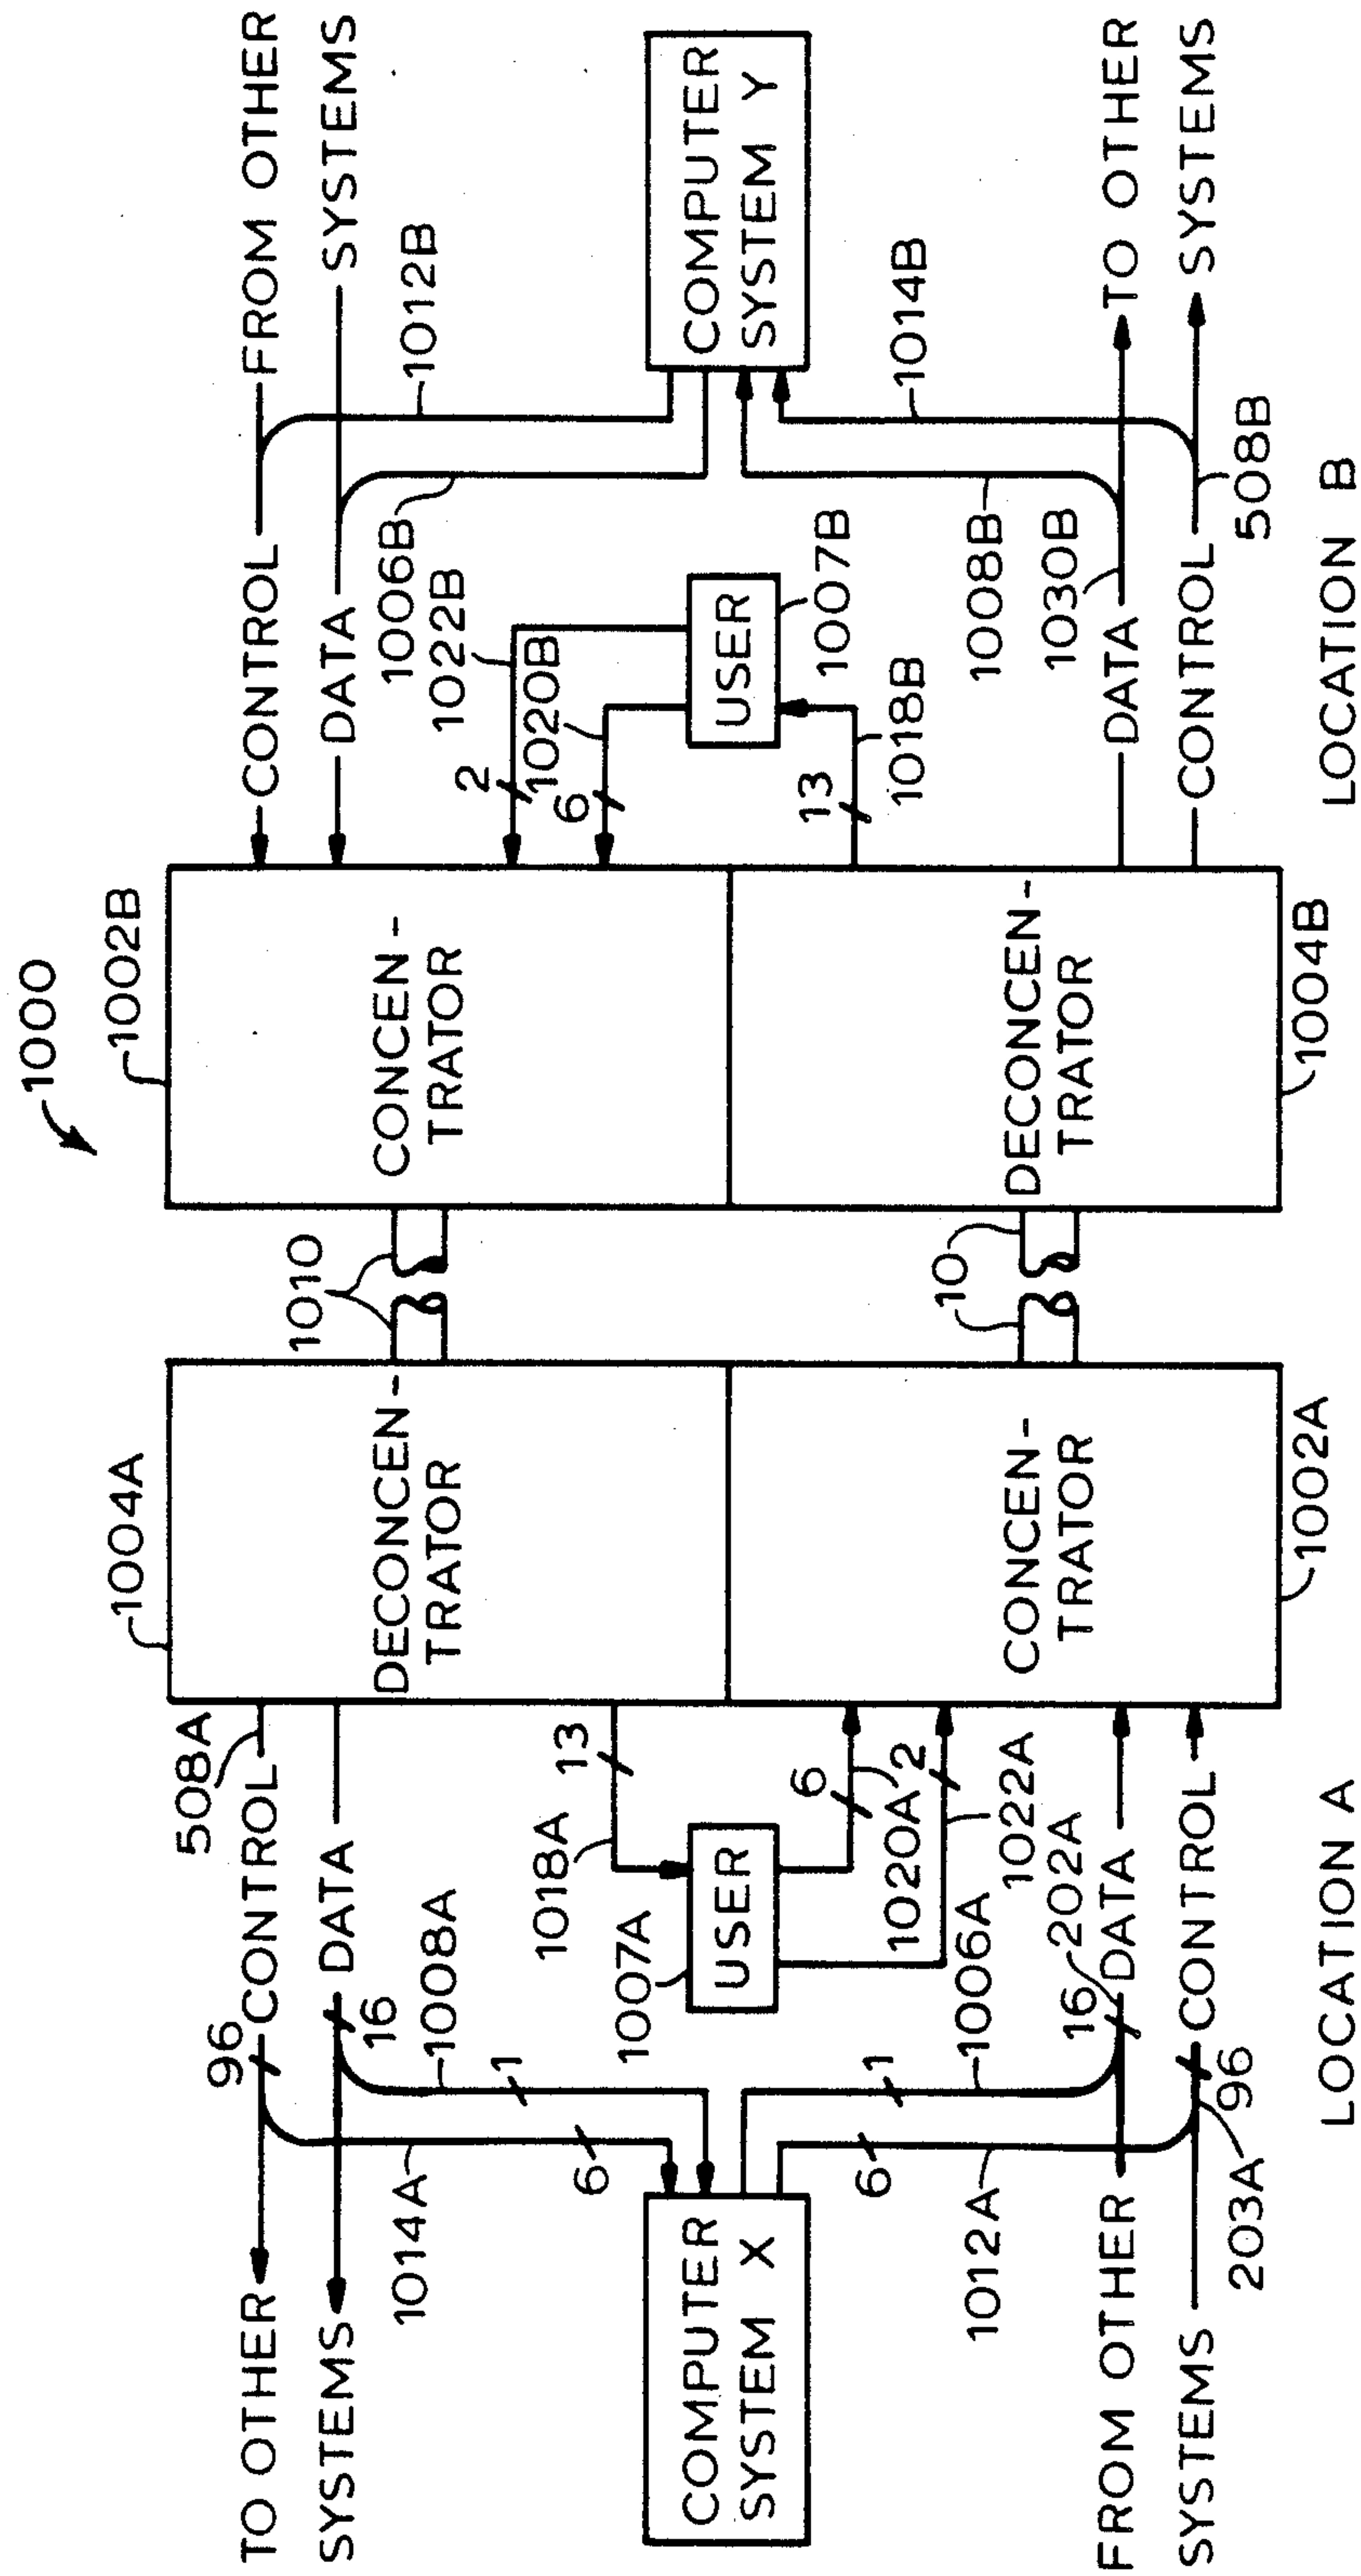 1000
TO OTHER
SYSTEMS
96
CONTROL
508A
16
DATA
1004A
DECONCEN-
TRATOR
1010
1002B
CONCEN-
TRATOR
CONTROL
DATA
FROM OTHER
SYSTEMS
1014A
6
1008A
1
1018A
13
1012B
1006B
1022B
2
1020B
6
COMPUTER
SYSTEM X
1007A
USER
USER
1007B
COMPUTER
SYSTEM Y
6
1012A
1
1006A
6
1020A
2
1022A
13
1018B
1008B
1014B
1030B
FROM OTHER
SYSTEMS
16
202A
DATA
203A
96
CONTROL
CONCEN-
TRATOR
1002A
10
10
DECONCEN-
TRATOR
1004B
DATA
CONTROL
508B
TO OTHER
SYSTEMS
LOCATION A
LOCATION B